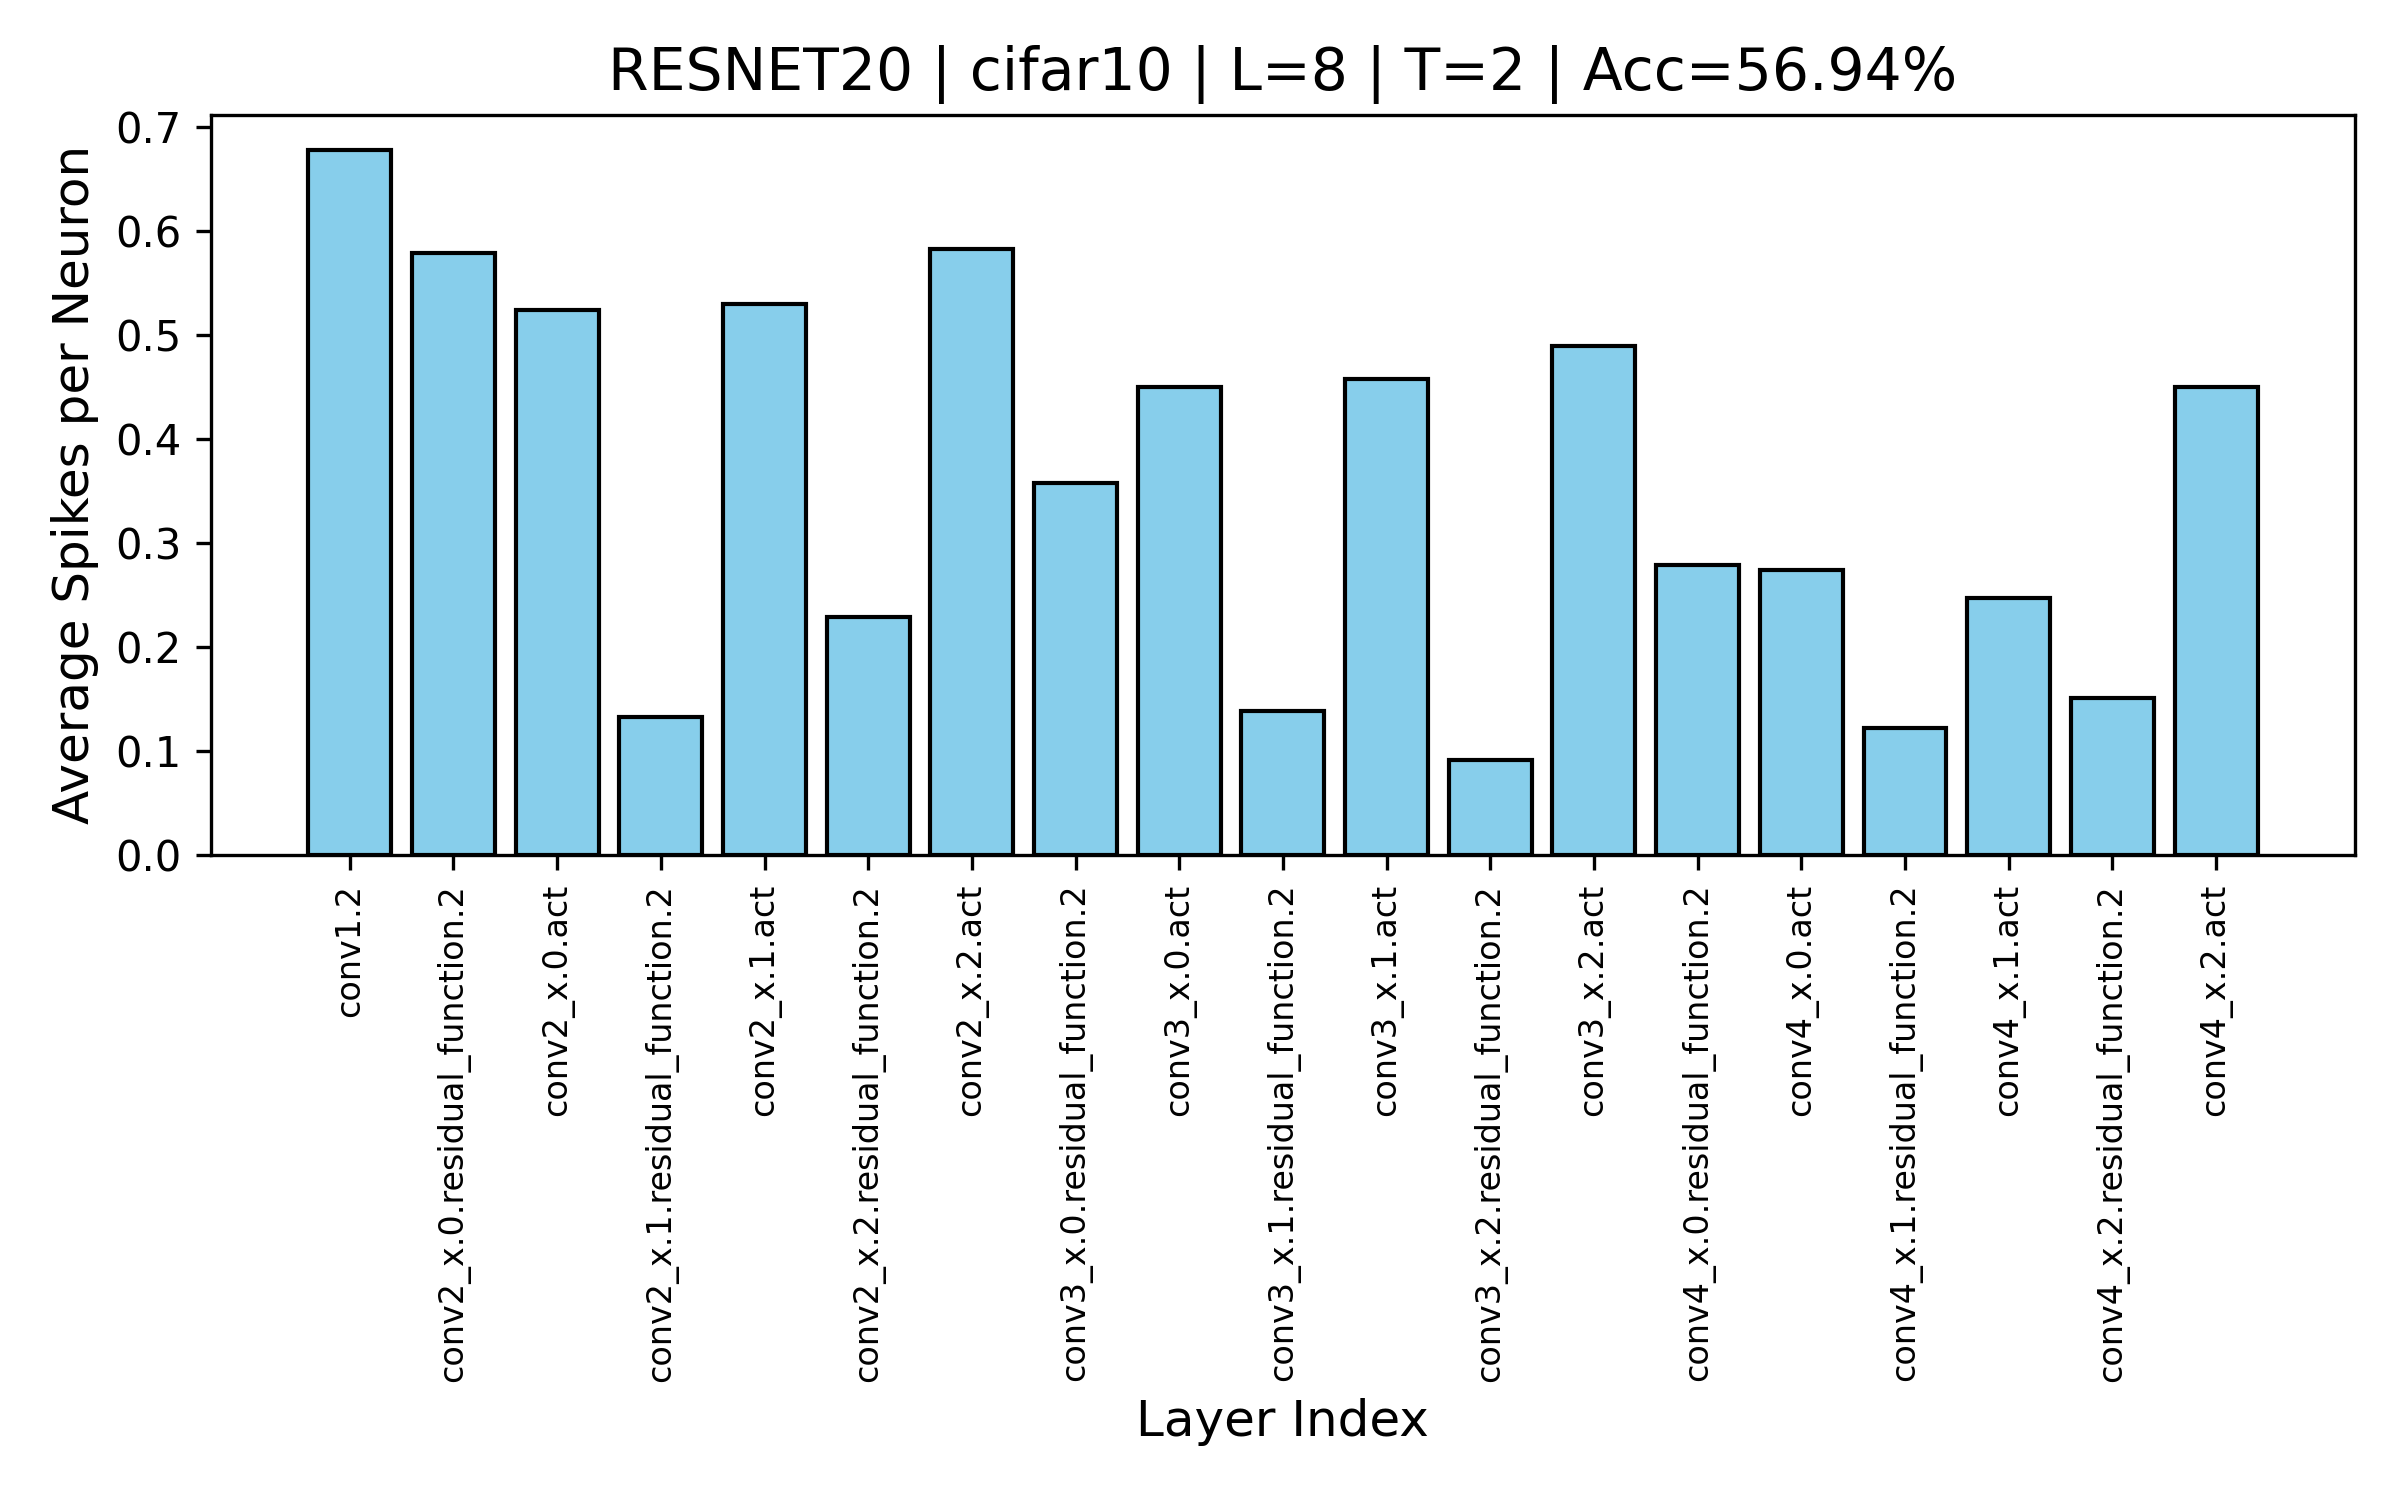 RESNET20 | cifar10 | L=8 | T=2 | Acc=56.94%
Average Spikes per Neuron
0.7
0.6
0.5
0.4
0.3
0.2
0.1
0.0
conv1.2
conv2_x.0.residual_function.2
conv2_x.0.act
conv2_x.1.residual_function.2
conv2_x.1.act
conv2_x.2.residual_function.2
conv2_x.2.act
conv3_x.0.residual_function.2
conv3_x.0.act
conv3_x.1.residual_function.2
conv3_x.1.act
conv3_x.2.residual_function.2
conv3_x.2.act
conv4_x.0.residual_function.2
conv4_x.0.act
conv4_x.1.residual_function.2
conv4_x.1.act
conv4_x.2.residual_function.2
conv4_x.2.act
Layer Index